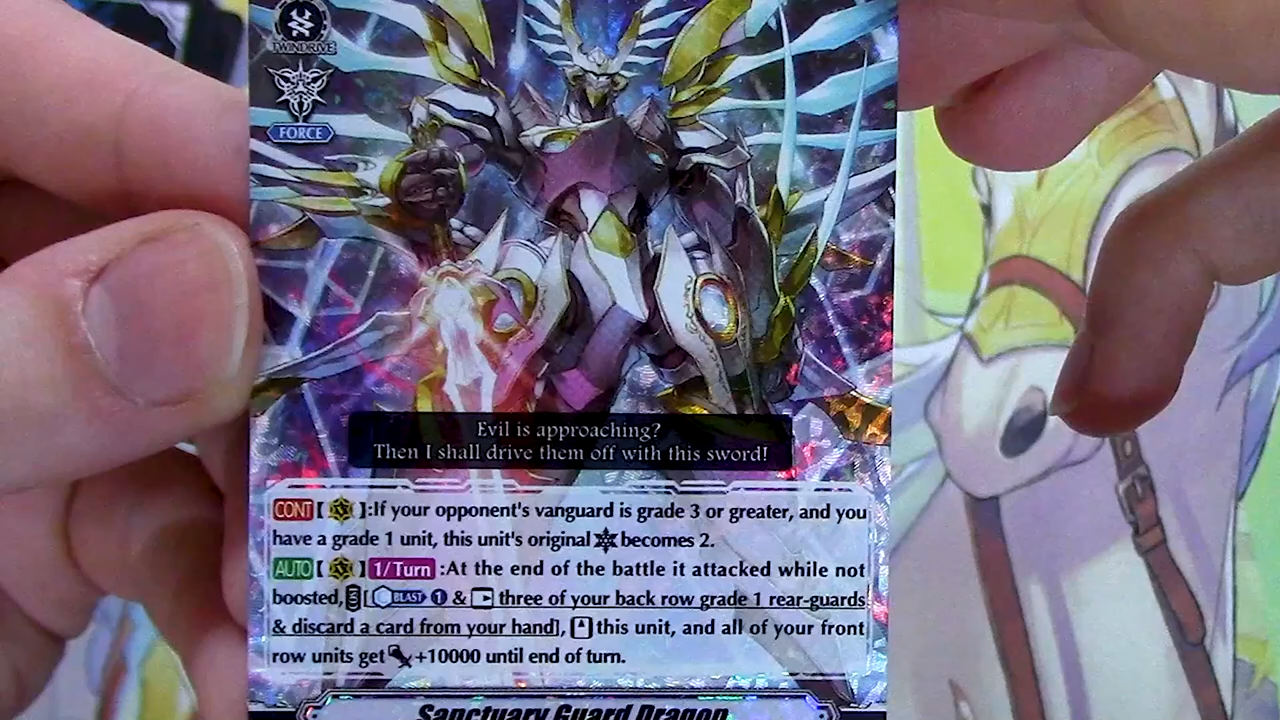 TWINDRIVE
FORCE
Evil is approaching?
Then I shall drive them off with this sword!
CONT [ ]:If your opponent's vanguard is grade 3 or greater, and you
have a grade 1 unit, this unit's original becomes 2.
AUTO [ ] 1/Turn :At the end of the battle it attacked while not
boosted, [ BLAST 1 & three of your back row grade 1 rear-guards
& discard a card from your hand], this unit, and all of your front
row units get +10000 until end of turn.
Sanctuary Guard Dragon